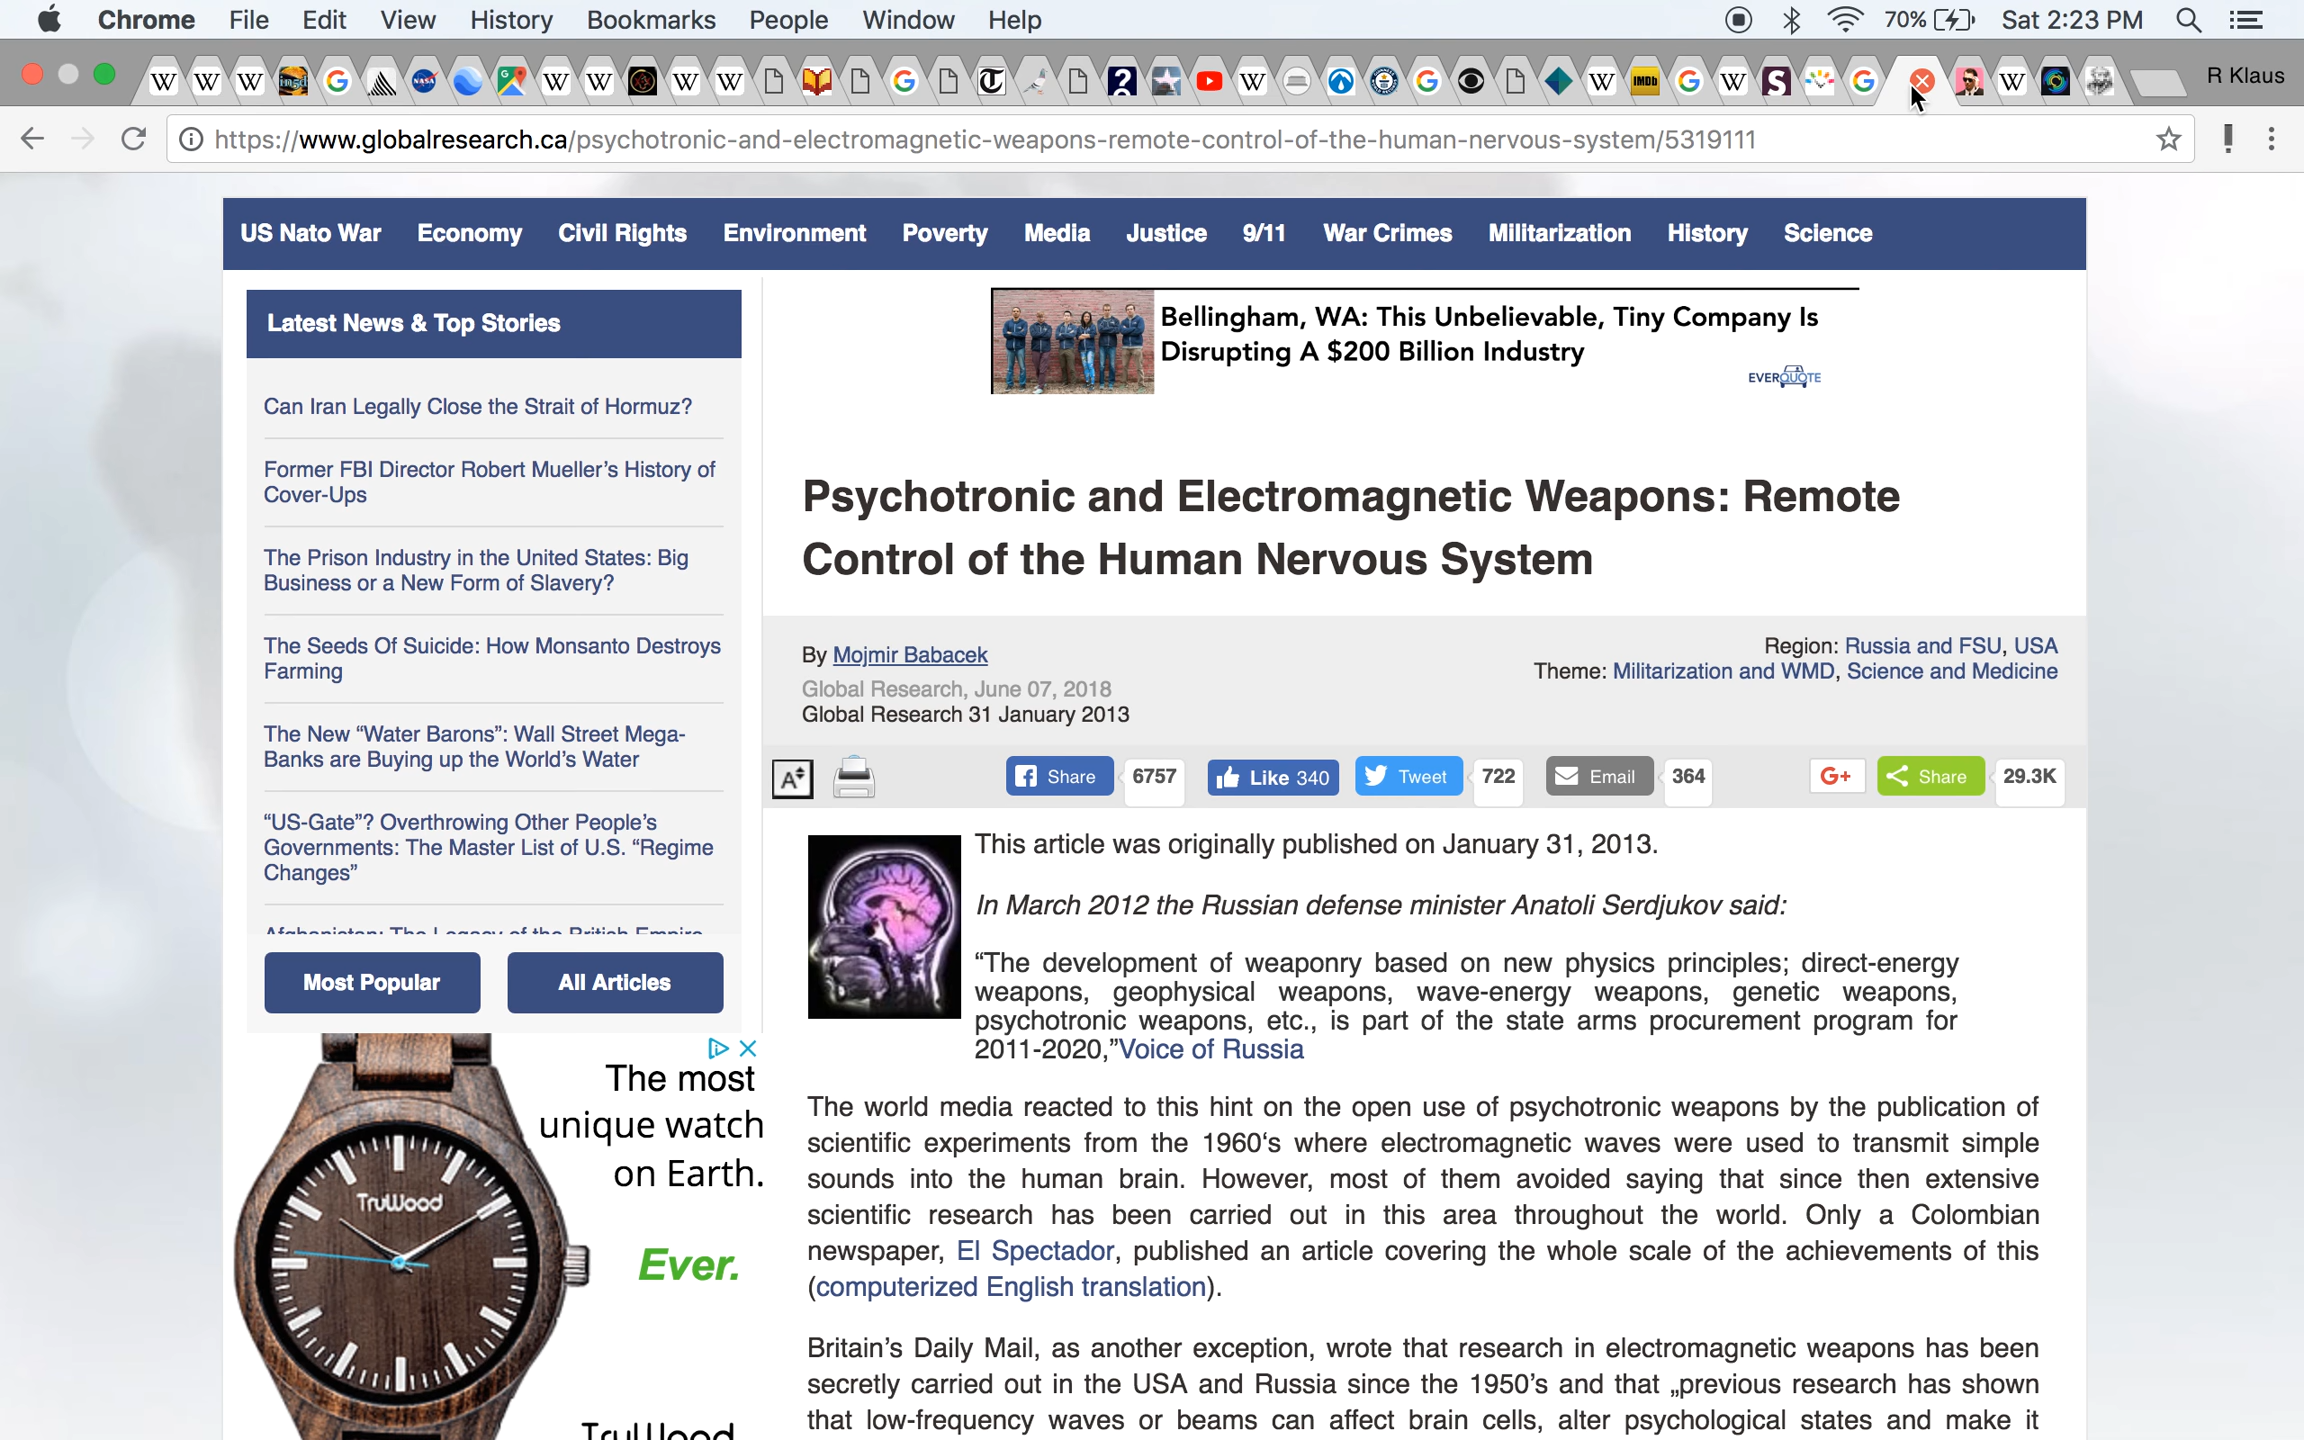 Chrome File Edit View History Bookmarks People Window Help 70% Sat 2:23 PM
R Klaus
https://www.globalresearch.ca/psychotronic-and-electromagnetic-weapons-remote-control-of-the-human-nervous-system/5319111
US Nato War Economy Civil Rights Environment Poverty Media Justice 9/11 War Crimes Militarization History Science
Latest News & Top Stories
Can Iran Legally Close the Strait of Hormuz?
Former FBI Director Robert Mueller's History of
Cover-Ups
The Prison Industry in the United States: Big
Business or a New Form of Slavery?
The Seeds Of Suicide: How Monsanto Destroys
Farming
The New “Water Barons”: Wall Street Mega-
Banks are Buying up the World's Water
“US-Gate”? Overthrowing Other People's
Governments: The Master List of U.S. “Regime
Changes”
Afghanistan: The Legacy of the British Empire
Most Popular All Articles
The most
unique watch
on Earth.
Ever.
TruWood
TruWood
Bellingham, WA: This Unbelievable, Tiny Company Is
Disrupting A $200 Billion Industry
EVERQUOTE
Psychotronic and Electromagnetic Weapons: Remote
Control of the Human Nervous System
By Mojmir Babacek
Global Research, June 07, 2018
Global Research 31 January 2013
Region: Russia and FSU, USA
Theme: Militarization and WMD, Science and Medicine
A Share 6757 Like 340 Tweet 722 Email 364 G+ Share 29.3K
This article was originally published on January 31, 2013.
In March 2012 the Russian defense minister Anatoli Serdjukov said:
“The development of weaponry based on new physics principles; direct-energy
weapons, geophysical weapons, wave-energy weapons, genetic weapons,
psychotronic weapons, etc., is part of the state arms procurement program for
2011-2020,”Voice of Russia
The world media reacted to this hint on the open use of psychotronic weapons by the publication of
scientific experiments from the 1960‘s where electromagnetic waves were used to transmit simple
sounds into the human brain. However, most of them avoided saying that since then extensive
scientific research has been carried out in this area throughout the world. Only a Colombian
newspaper, El Spectador, published an article covering the whole scale of the achievements of this
(computerized English translation).
Britain's Daily Mail, as another exception, wrote that research in electromagnetic weapons has been
secretly carried out in the USA and Russia since the 1950's and that „previous research has shown
that low-frequency waves or beams can affect brain cells, alter psychological states and make it